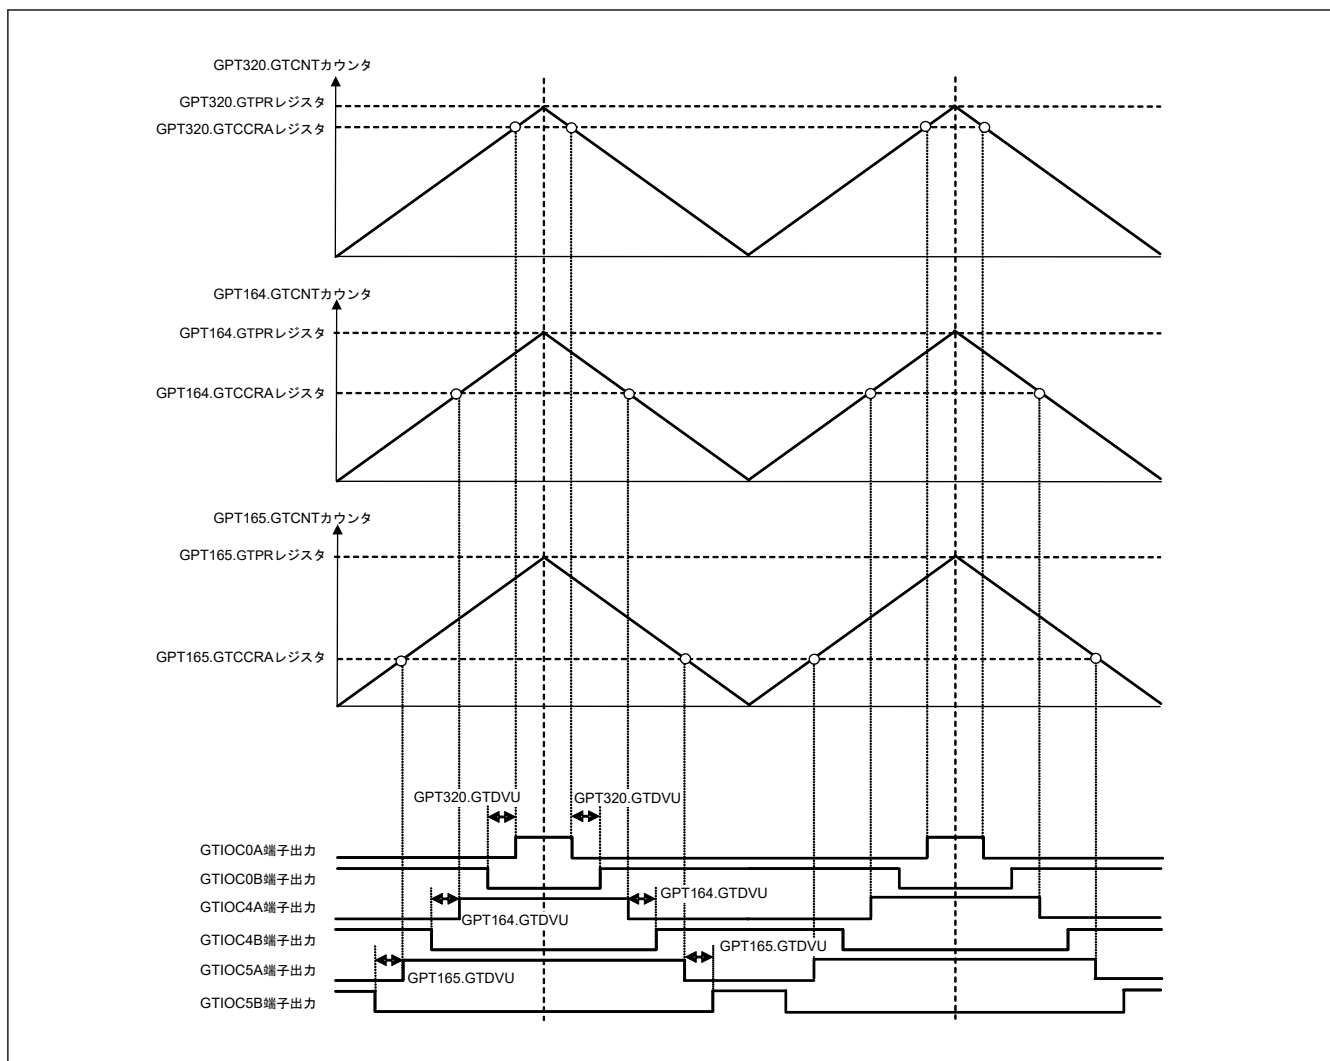 GPT320.GTCNTカウンタ
GPT320.GTPRレジスタ
GPT320.GTCCRAレジスタ
GPT164.GTCNTカウンタ
GPT164.GTPRレジスタ
GPT164.GTCCRAレジスタ
GPT165.GTCNTカウンタ
GPT165.GTPRレジスタ
GPT165.GTCCRAレジスタ
GPT320.GTDVU
GPT320.GTDVU
GTIOC0A端子出力
GTIOC0B端子出力
GTIOC4A端子出力
GPT164.GTDVU
GPT164.GTDVU
GTIOC4B端子出力
GPT165.GTDVU
GTIOC5A端子出力
GPT165.GTDVU
GTIOC5B端子出力